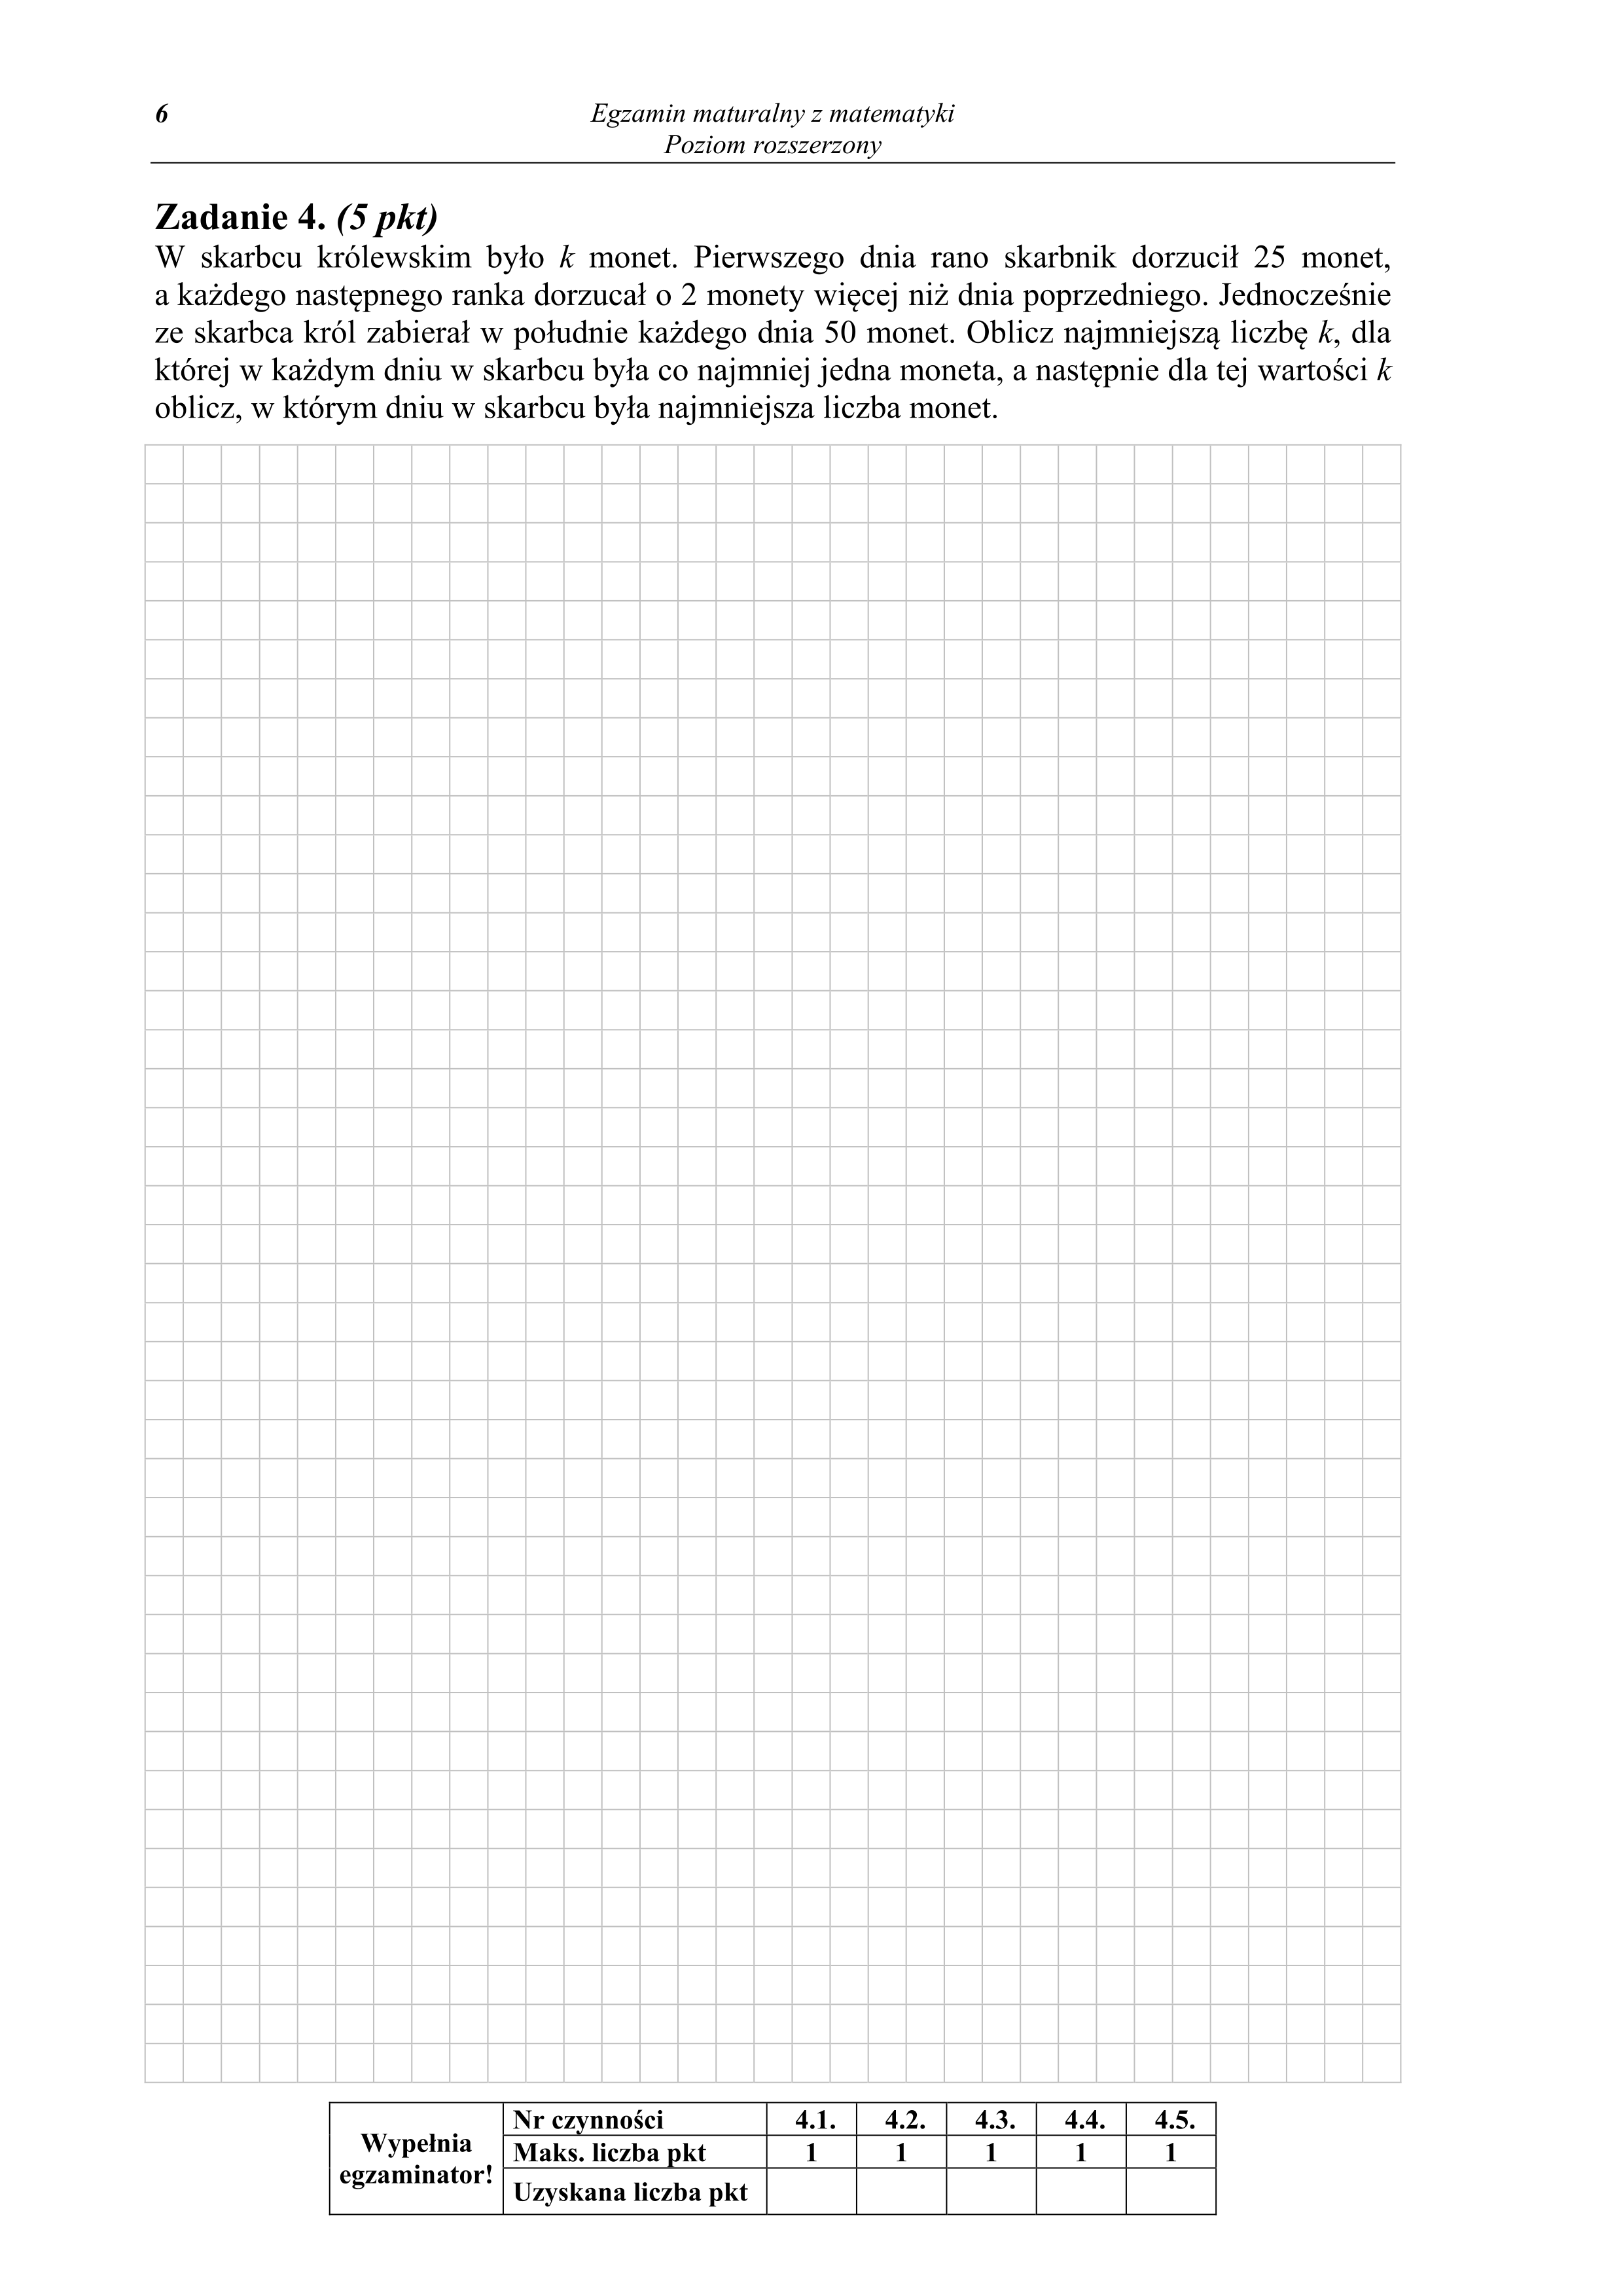 6
Egzamin maturalny z matematyki
Poziom rozszerzony
Zadanie 4. (5 pkt)
W skarbcu królewskim było k monet. Pierwszego dnia rano skarbnik dorzucił 25 monet,
a każdego następnego ranka dorzucał o 2 monety więcej niż dnia poprzedniego. Jednocześnie
ze skarbca król zabierał w południe każdego dnia 50 monet. Oblicz najmniejszą liczbę k, dla
której w każdym dniu w skarbcu była co najmniej jedna moneta, a następnie dla tej wartości k
oblicz, w którym dniu w skarbcu była najmniejsza liczba monet.
Wypełnia
egzaminator!
Nr czynności 4.1. 4.2. 4.3. 4.4. 4.5.
Maks. liczba pkt 1 1 1 1 1
Uzyskana liczba pkt